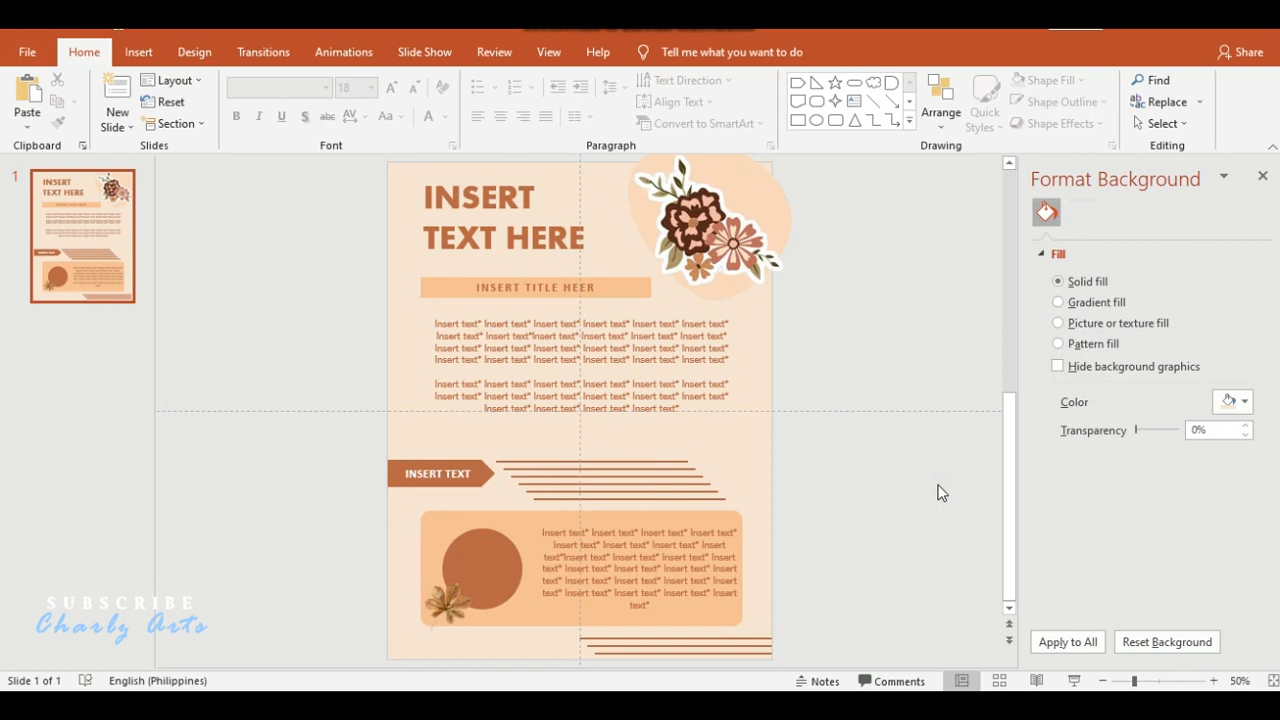 File Home Insert Design Transitions Animations Slide Show Review View Help Tell me what you want to do Share
Paste
New
Slide
Layout
Reset
Section
18
B I U S abc AV Aa A
Text Direction
Align Text
Convert to SmartArt
Arrange
Quick
Styles
Shape Fill
Shape Outline
Shape Effects
Find
Replace
Select
Clipboard Slides Font Paragraph Drawing Editing
1
INSERT
TEXT HERE
INSERT
TEXT HERE
INSERT TITLE HEER
Insert text* Insert text* Insert text* Insert text* Insert text* Insert text*
Insert text* Insert text*Insert text* Insert text* Insert text* Insert text*
Insert text* Insert text* Insert text* Insert text* Insert text* Insert text*
Insert text* Insert text* Insert text* Insert text* Insert text* Insert text*
Insert text* Insert text* Insert text* Insert text* Insert text* Insert text*
Insert text* Insert text* Insert text* Insert text* Insert text* Insert text*
Insert text* Insert text* Insert text* Insert text*
INSERT TEXT
Insert text* Insert text* Insert text* Insert text*
Insert text* Insert text* Insert text* Insert
text*Insert text* Insert text* Insert text* Insert
text* Insert text* Insert text* Insert text* Insert
text* Insert text* Insert text* Insert text* Insert
text* Insert text* Insert text* Insert text* Insert
text*
Format Background
Fill
Solid fill
Gradient fill
Picture or texture fill
Pattern fill
Hide background graphics
Color
Transparency 0%
Apply to All Reset Background
SUBSCRIBE
Charly Arts
Slide 1 of 1 English (Philippines) Notes Comments 50%